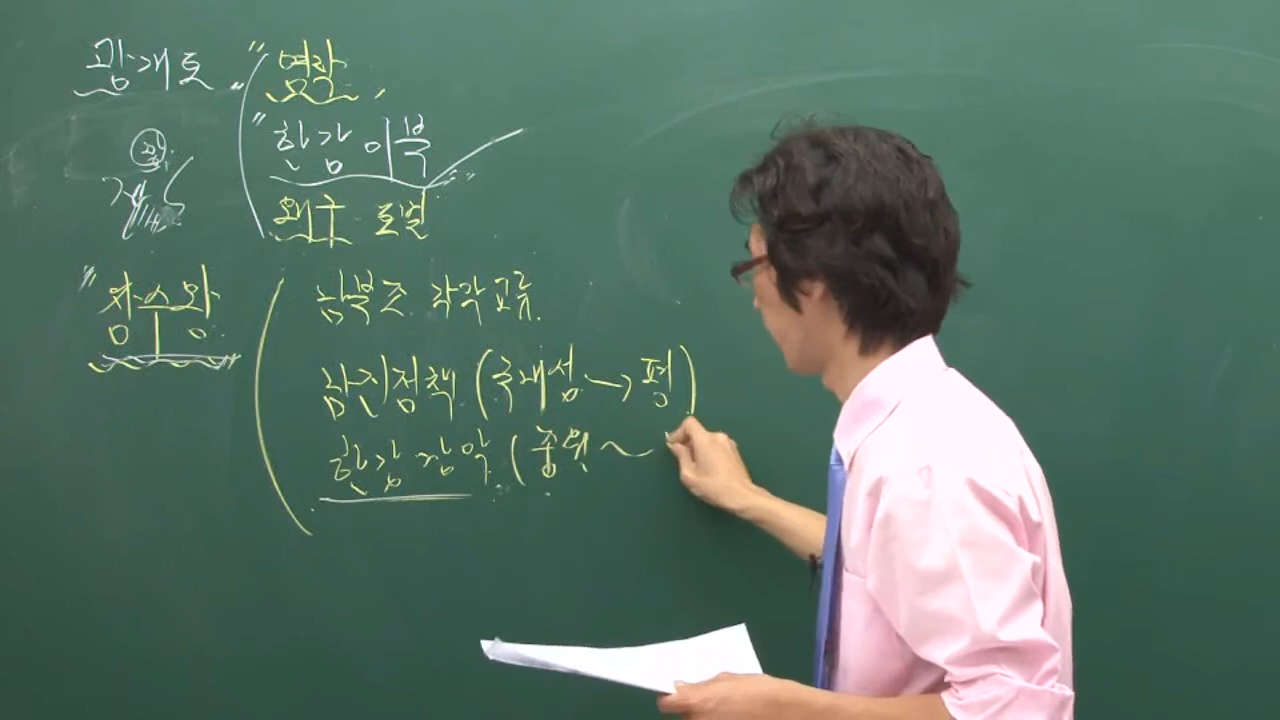 광개토 "영락"
"한강이북"
왜구 토벌
"장수왕
남북조 각각 교류.
남진정책 (국내성 → 평)
한강 장악 (중원~